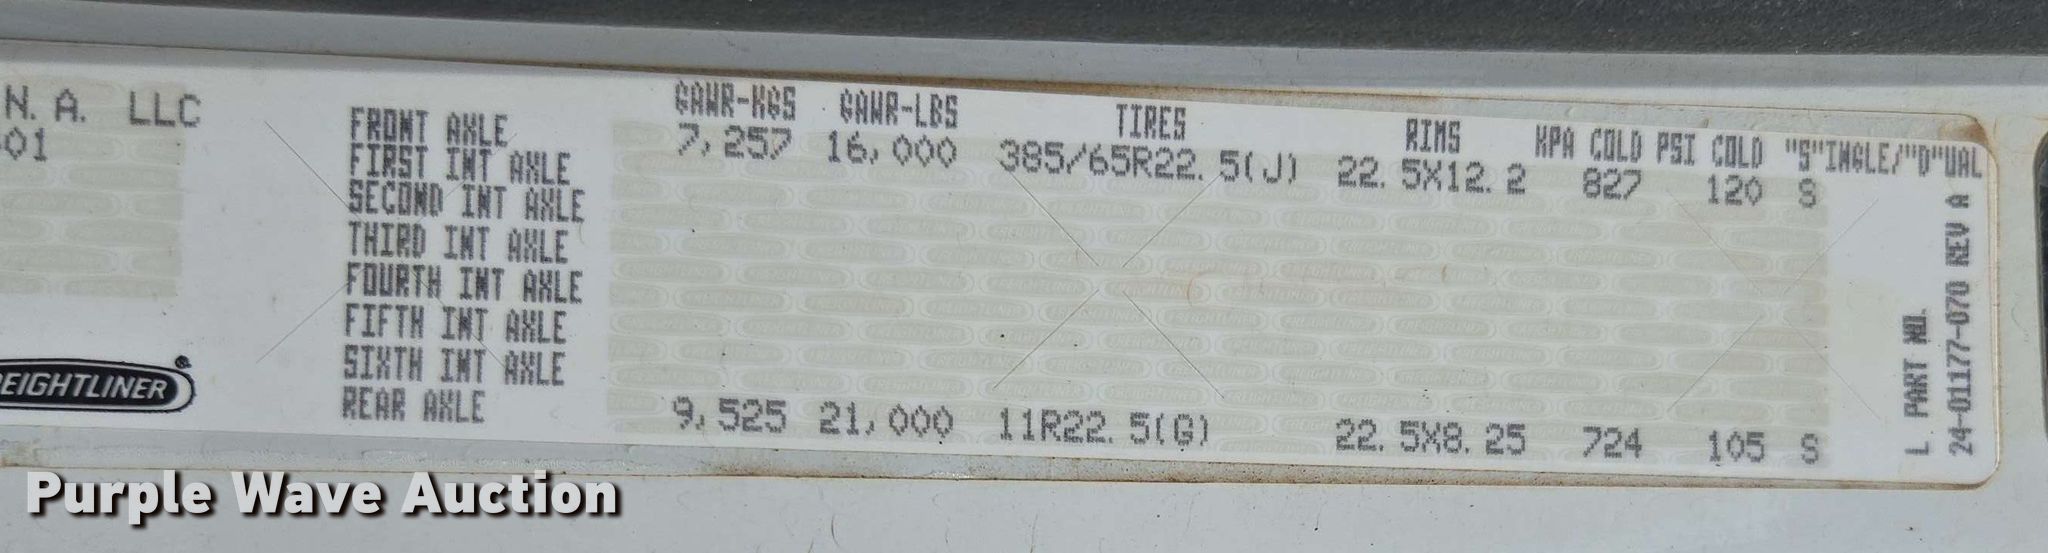 N. A. LLC
01
GAWR-KGS GAWR-LBS TIRES RIMS KPA COLD PSI COLD "S"INGLE/"D"UAL
FRONT AXLE 7,257 16,000 385/65R22.5(J) 22.5X12.2 827 120 S
FIRST INT AXLE
SECOND INT AXLE
THIRD INT AXLE
FOURTH INT AXLE
FIFTH INT AXLE
SIXTH INT AXLE
REAR AXLE 9,525 21,000 11R22.5(G) 22.5X8.25 724 105 S
L PART NO.
24-01177-070 REV A
REIGHTLINER®
Purple Wave Auction